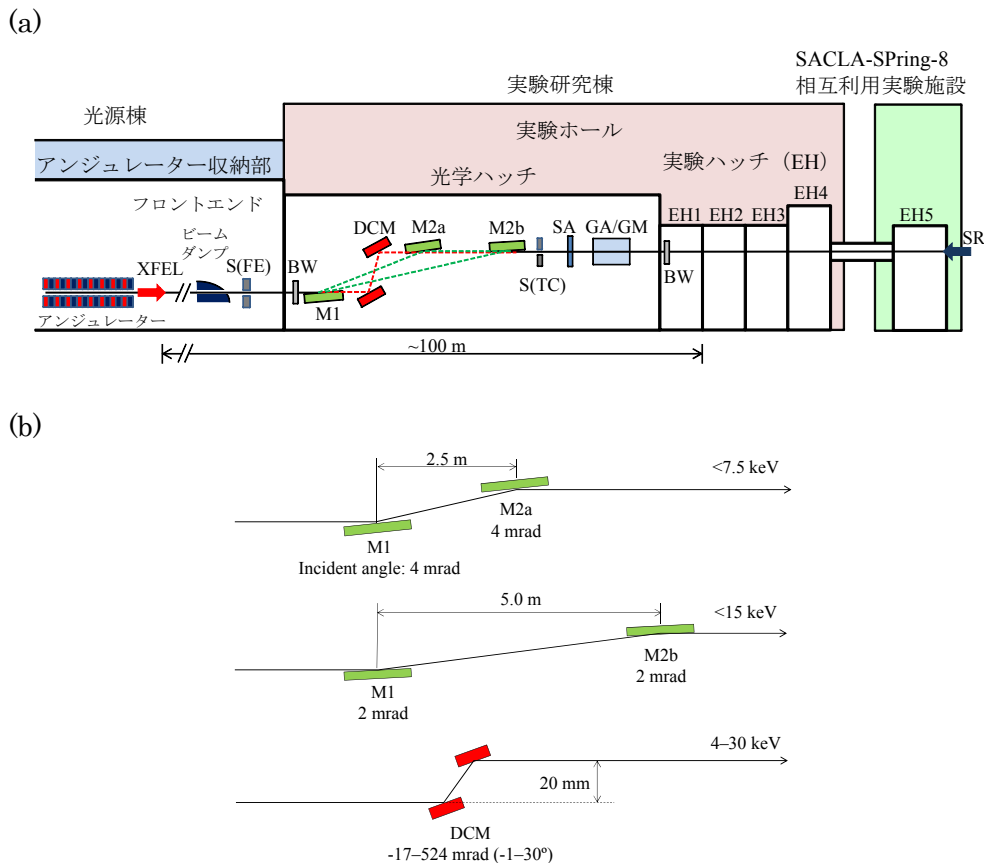 (a)
SACLA-SPring-8
相互利用実験施設
実験研究棟
光源棟
実験ホール
アンジュレーター収納部
実験ハッチ（EH）
光学ハッチ
フロントエンド
EH4
ビーム
ダンプ
DCM
M2a
M2b
SA
GA/GM
EH1
EH2
EH3
EH5
XFEL
S(FE)
BW
SR
S(TC)
BW
M1
アンジュレーター
~100 m
(b)
2.5 m
<7.5 keV
M2a
4 mrad
M1
Incident angle: 4 mrad
5.0 m
<15 keV
M2b
2 mrad
M1
2 mrad
4–30 keV
20 mm
DCM
-17–524 mrad (-1–30º)